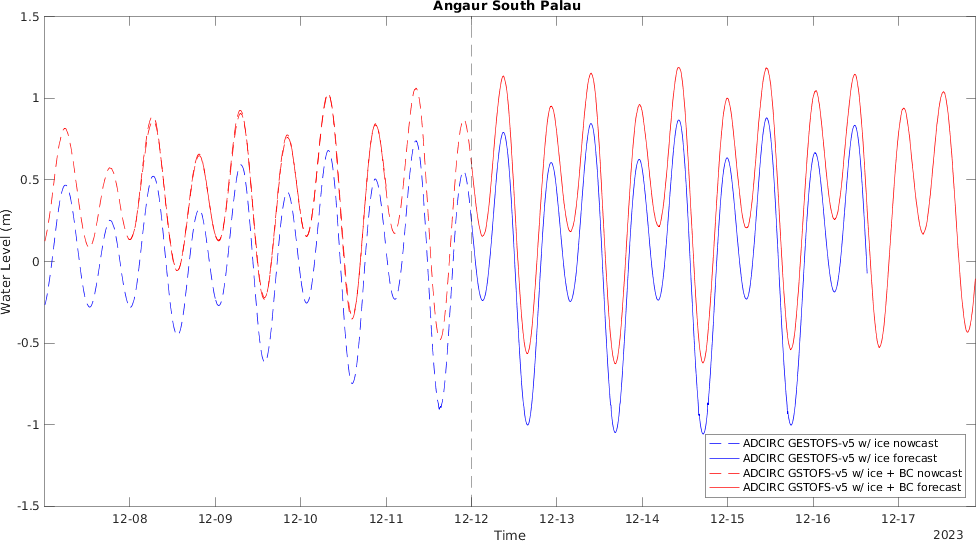 Angaur South Palau
1.5
1
0.5
0
-0.5
-1
-1.5
Water Level (m)
12-08
12-09
12-10
12-11
12-12
12-13
12-14
12-15
12-16
12-17
Time
2023
ADCIRC GESTOFS-v5 w/ ice nowcast
ADCIRC GESTOFS-v5 w/ ice forecast
ADCIRC GSTOFS-v5 w/ ice + BC nowcast
ADCIRC GSTOFS-v5 w/ ice + BC forecast